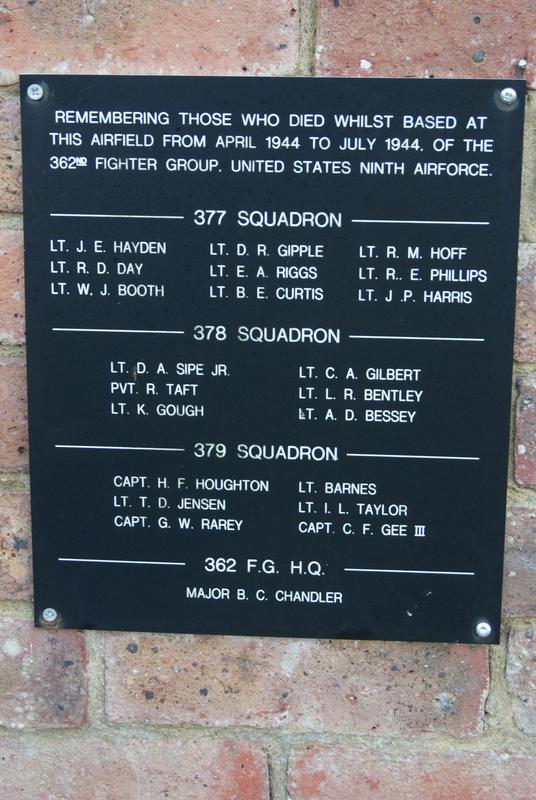 REMEMBERING THOSE WHO DIED WHILST BASED AT
THIS AIRFIELD FROM APRIL 1944 TO JULY 1944. OF THE
362ND FIGHTER GROUP. UNITED STATES NINTH AIRFORCE.
377 SQUADRON
LT. J. E. HAYDEN LT. D. R. GIPPLE LT. R. M. HOFF
LT. R. D. DAY LT. E. A. RIGGS LT. R.. E. PHILLIPS
LT. W. J. BOOTH LT. B. E. CURTIS LT. J .P. HARRIS
378 SQUADRON
LT. D. A. SIPE JR. LT. C. A. GILBERT
PVT. R. TAFT LT. L. R. BENTLEY
LT. K. GOUGH LT. A. D. BESSEY
379 SQUADRON
CAPT. H. F. HOUGHTON LT. BARNES
LT. T. D. JENSEN LT. I. L. TAYLOR
CAPT. G. W. RAREY CAPT. C. F. GEE III
362 F.G. H.Q.
MAJOR B. C. CHANDLER